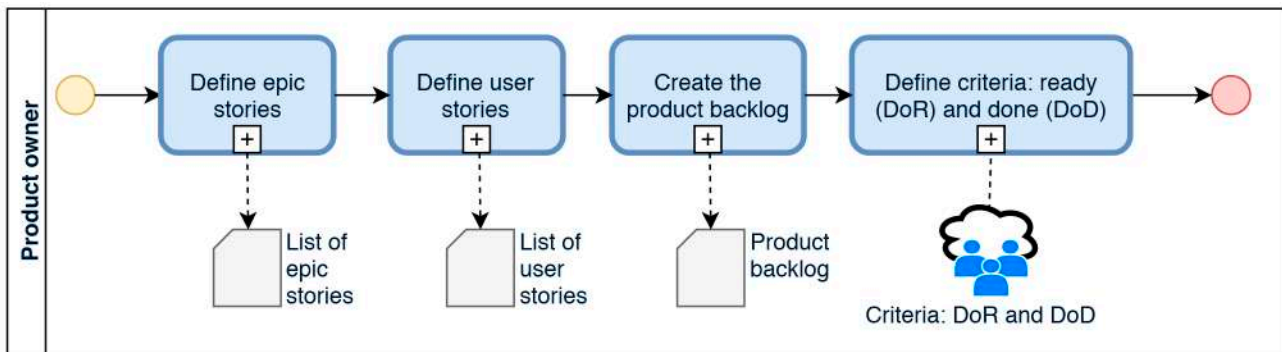 Product owner
Define epic
stories
+
Define user
stories
+
Create the
product backlog
+
Define criteria: ready
(DoR) and done (DoD)
+
List of
epic
stories
List of
user
stories
Product
backlog
Criteria: DoR and DoD